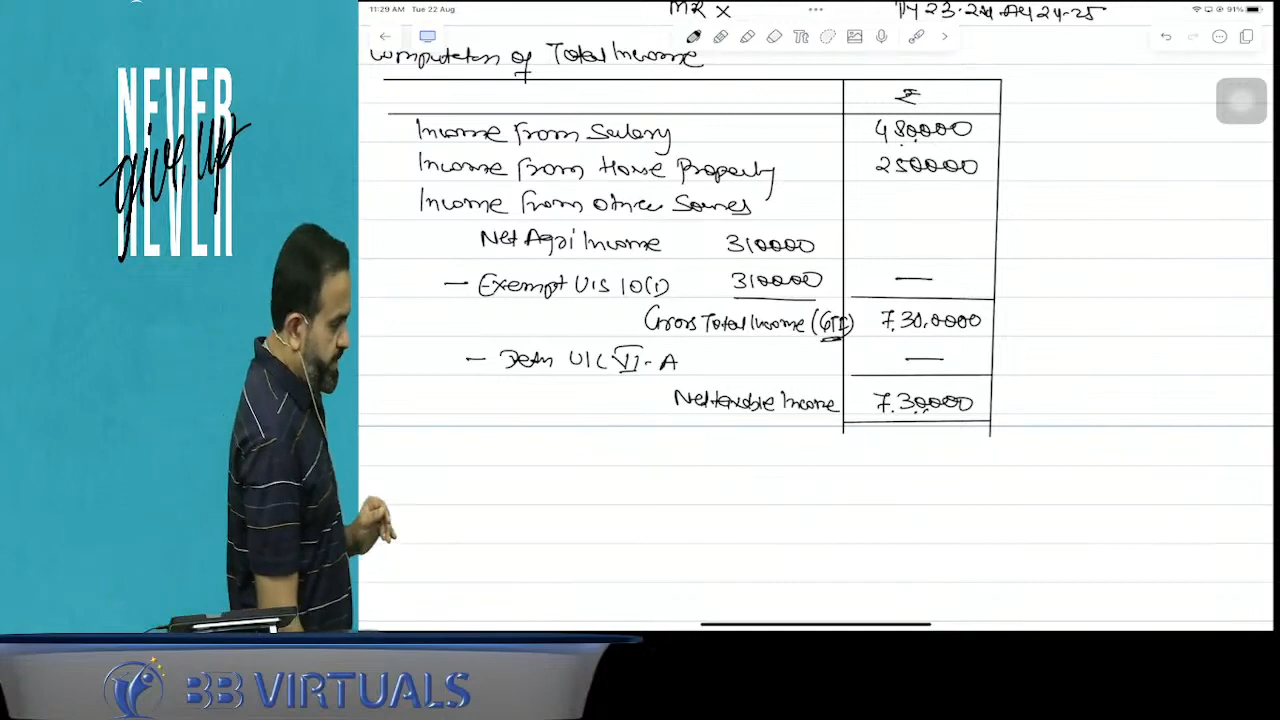 11:29 AM Tue 22 Aug
MR X
PY 23-24 AY 24-25
91%
Computation of Total Income
₹
Income from Salary 480000
Income from House Property 250000
Income from Other Sources
Net Agri Income 310000
— Exempt U/S 10(1) 310000 —
Gross Total Income (GTI) 7,30,0000
— Dedn U/C VI-A —
Net taxable Income 7,30000
NEVER
give up
NEVER
BB VIRTUALS